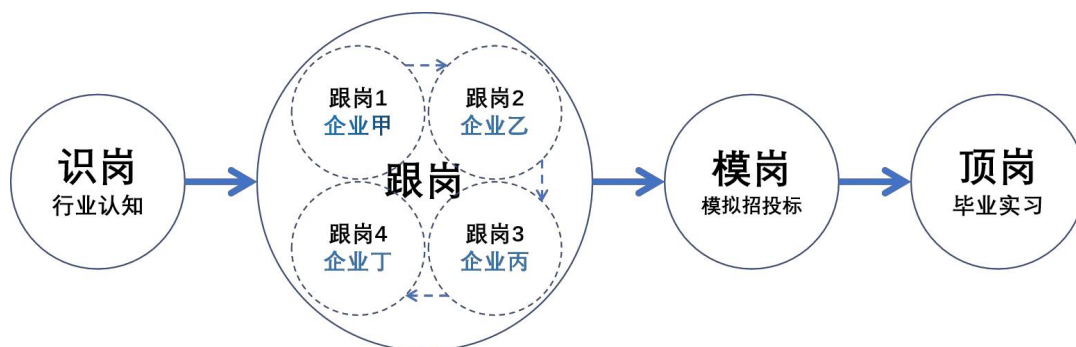 识岗
行业认知
跟岗
跟岗1
企业甲
跟岗2
企业乙
跟岗3
企业丙
跟岗4
企业丁
模岗
模拟招投标
顶岗
毕业实习